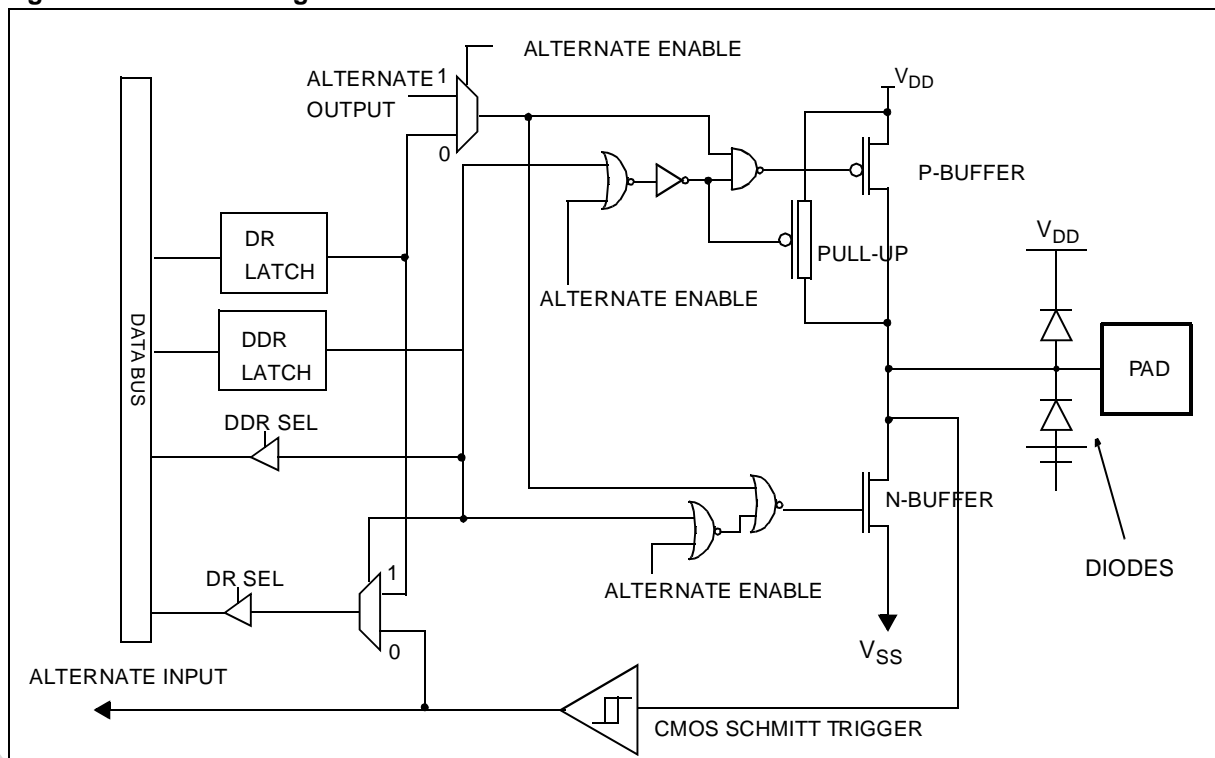 ALTERNATE ENABLE
ALTERNATE 1
OUTPUT
0
VDD
P-BUFFER
DR
LATCH
PULL-UP
VDD
ALTERNATE ENABLE
DATA BUS
DDR
LATCH
PAD
DDR SEL
N-BUFFER
DR SEL
1
ALTERNATE ENABLE
DIODES
0
VSS
ALTERNATE INPUT
CMOS SCHMITT TRIGGER